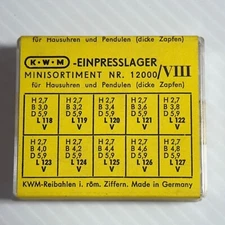 für Hausuhren und Pendulen (dicke Zapfen)
K·W·M -EINPRESSLAGER
MINISORTIMENT NR. 12000/VIII
für Hausuhren und Pendulen (dicke Zapfen)
H 2,7 H 2,7 H 2,7 H 2,7 H 2,7
B 3,0 B 3,2 B 3,4 B 3,6 B 3,8
D 5,9 D 5,9 D 5,9 D 5,9 D 5,9
L 118 L 119 L 120 L 121 L 122
V V V V V
H 2,7 H 2,7 H 2,7 H 2,7 H 2,7
B 4,0 B 4,2 B 4,4 B 4,6 B 4,8
D 5,9 D 5,9 D 5,9 D 5,9 D 5,9
L 123 L 124 L 125 L 126 L 127
V V V V V
KWM-Reibahlen i. röm. Ziffern. Made in Germany